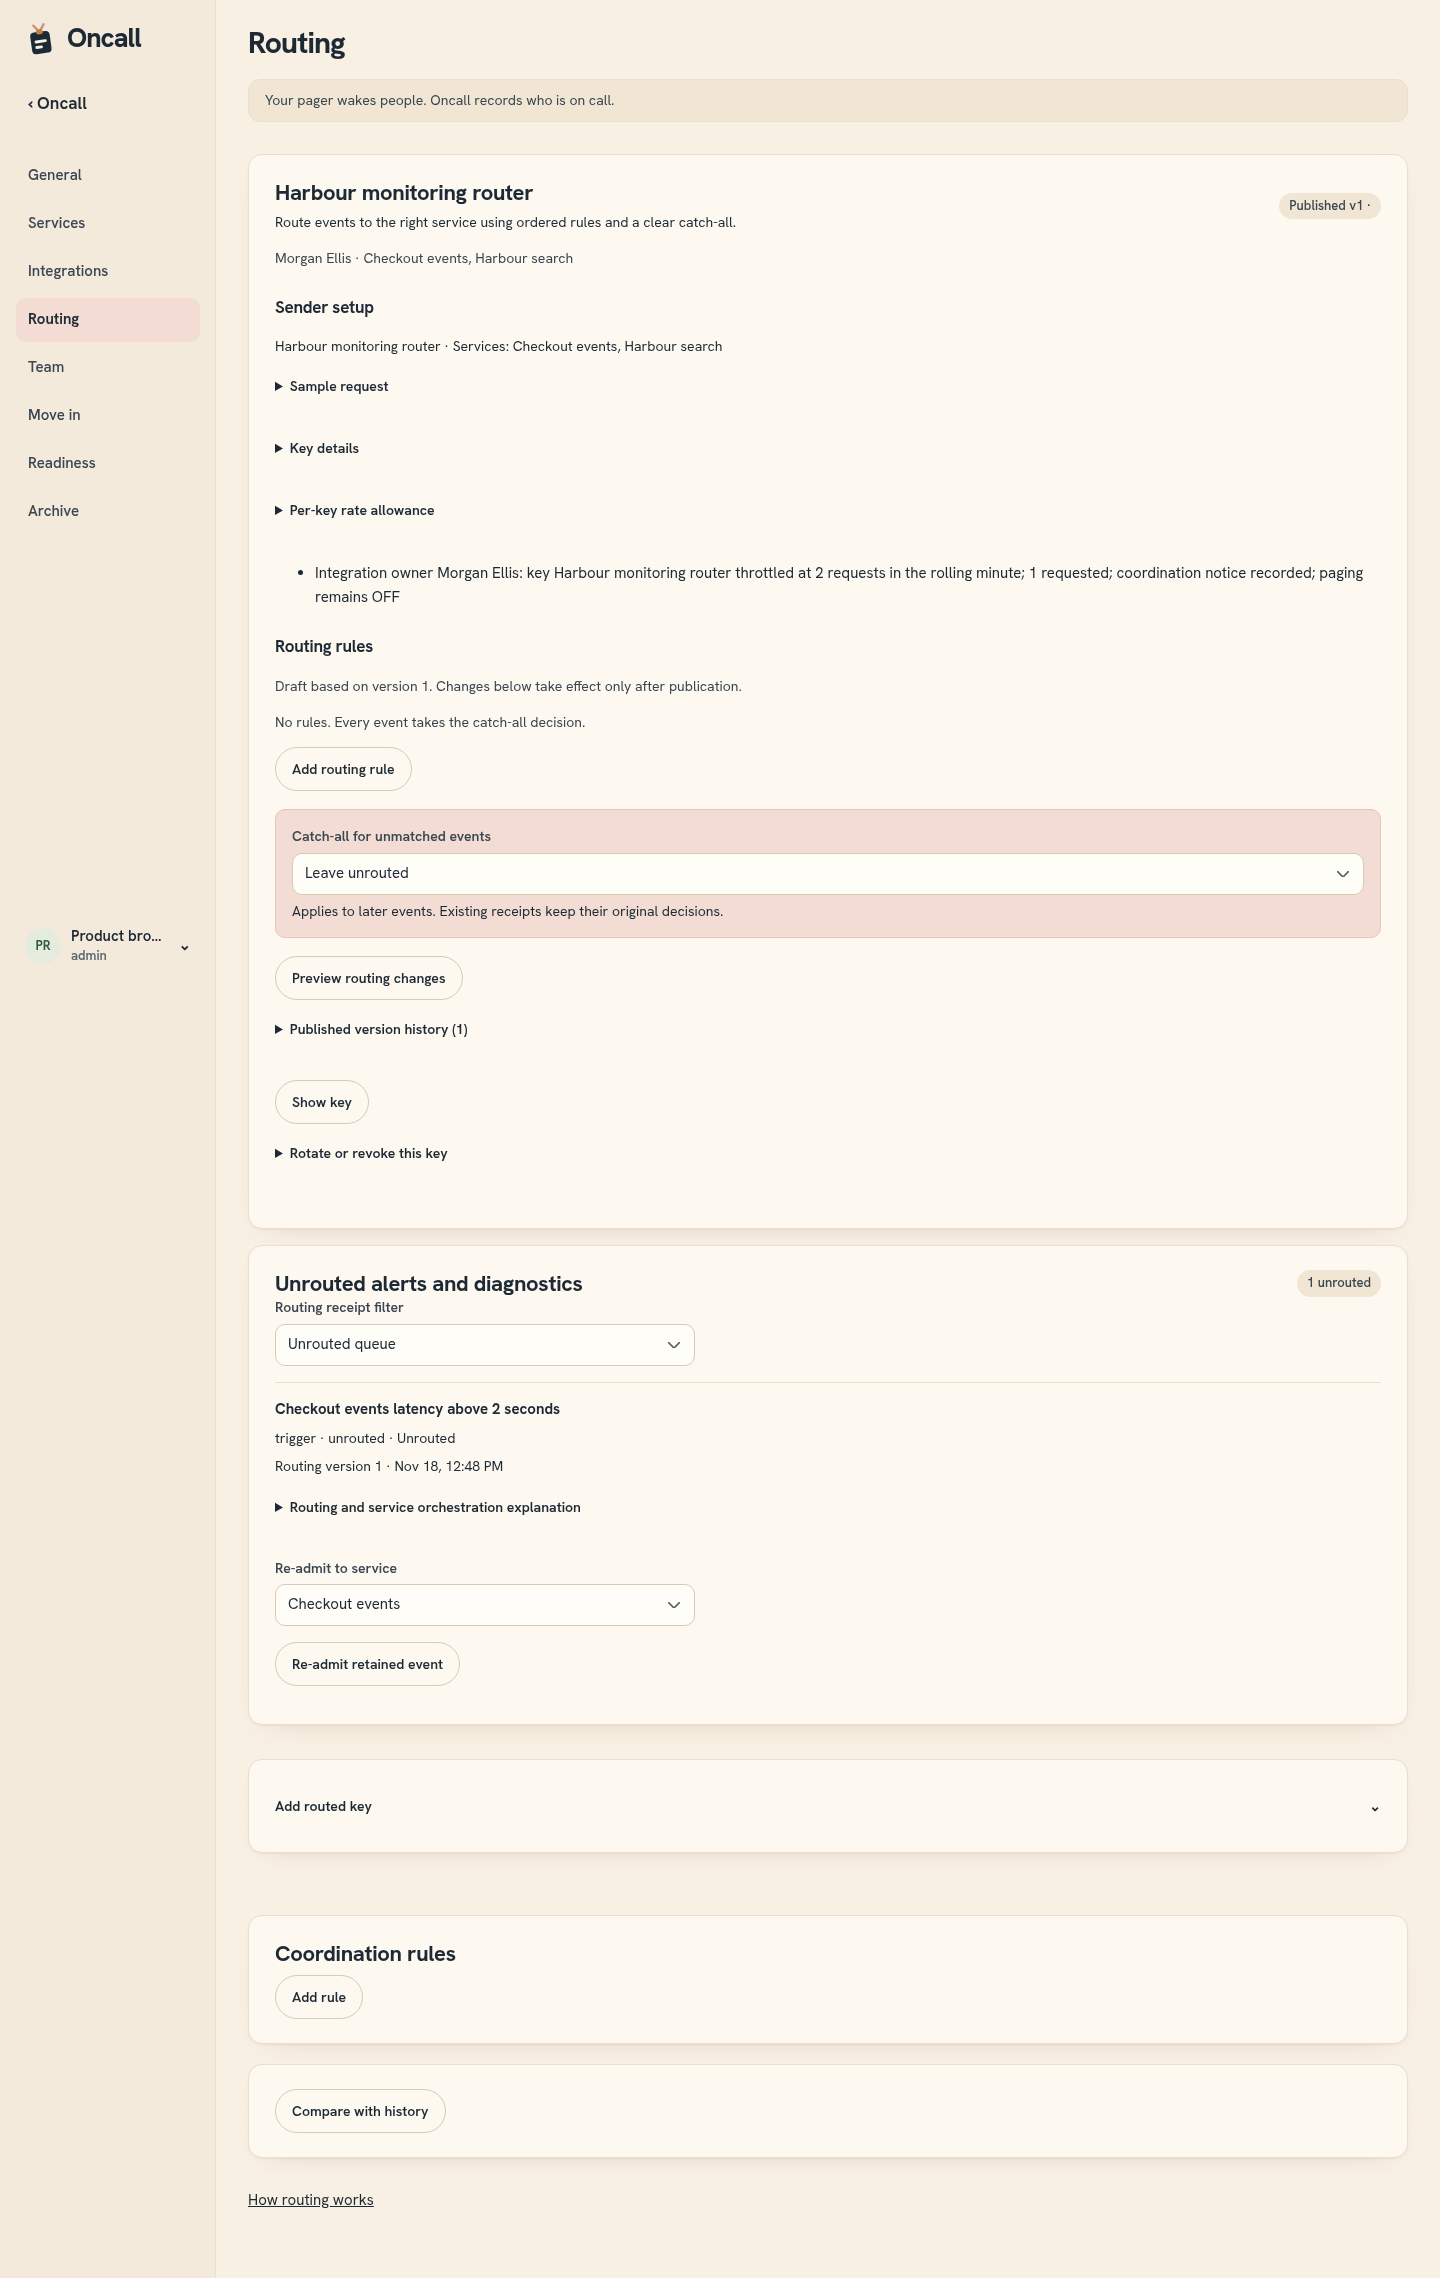 Oncall
‹ Oncall
General
Services
Integrations
Routing
Team
Move in
Readiness
Archive
PR
Product bro...
admin
Routing
Your pager wakes people. Oncall records who is on call.
Harbour monitoring router
Published v1 ·
Route events to the right service using ordered rules and a clear catch-all.
Morgan Ellis · Checkout events, Harbour search
Sender setup
Harbour monitoring router · Services: Checkout events, Harbour search
Sample request
Key details
Per-key rate allowance
Integration owner Morgan Ellis: key Harbour monitoring router throttled at 2 requests in the rolling minute; 1 requested; coordination notice recorded; paging
remains OFF
Routing rules
Draft based on version 1. Changes below take effect only after publication.
No rules. Every event takes the catch-all decision.
Add routing rule
Catch-all for unmatched events
Leave unrouted
Applies to later events. Existing receipts keep their original decisions.
Preview routing changes
Published version history (1)
Show key
Rotate or revoke this key
Unrouted alerts and diagnostics
1 unrouted
Routing receipt filter
Unrouted queue
Checkout events latency above 2 seconds
trigger · unrouted · Unrouted
Routing version 1 · Nov 18, 12:48 PM
Routing and service orchestration explanation
Re-admit to service
Checkout events
Re-admit retained event
Add routed key
Coordination rules
Add rule
Compare with history
How routing works